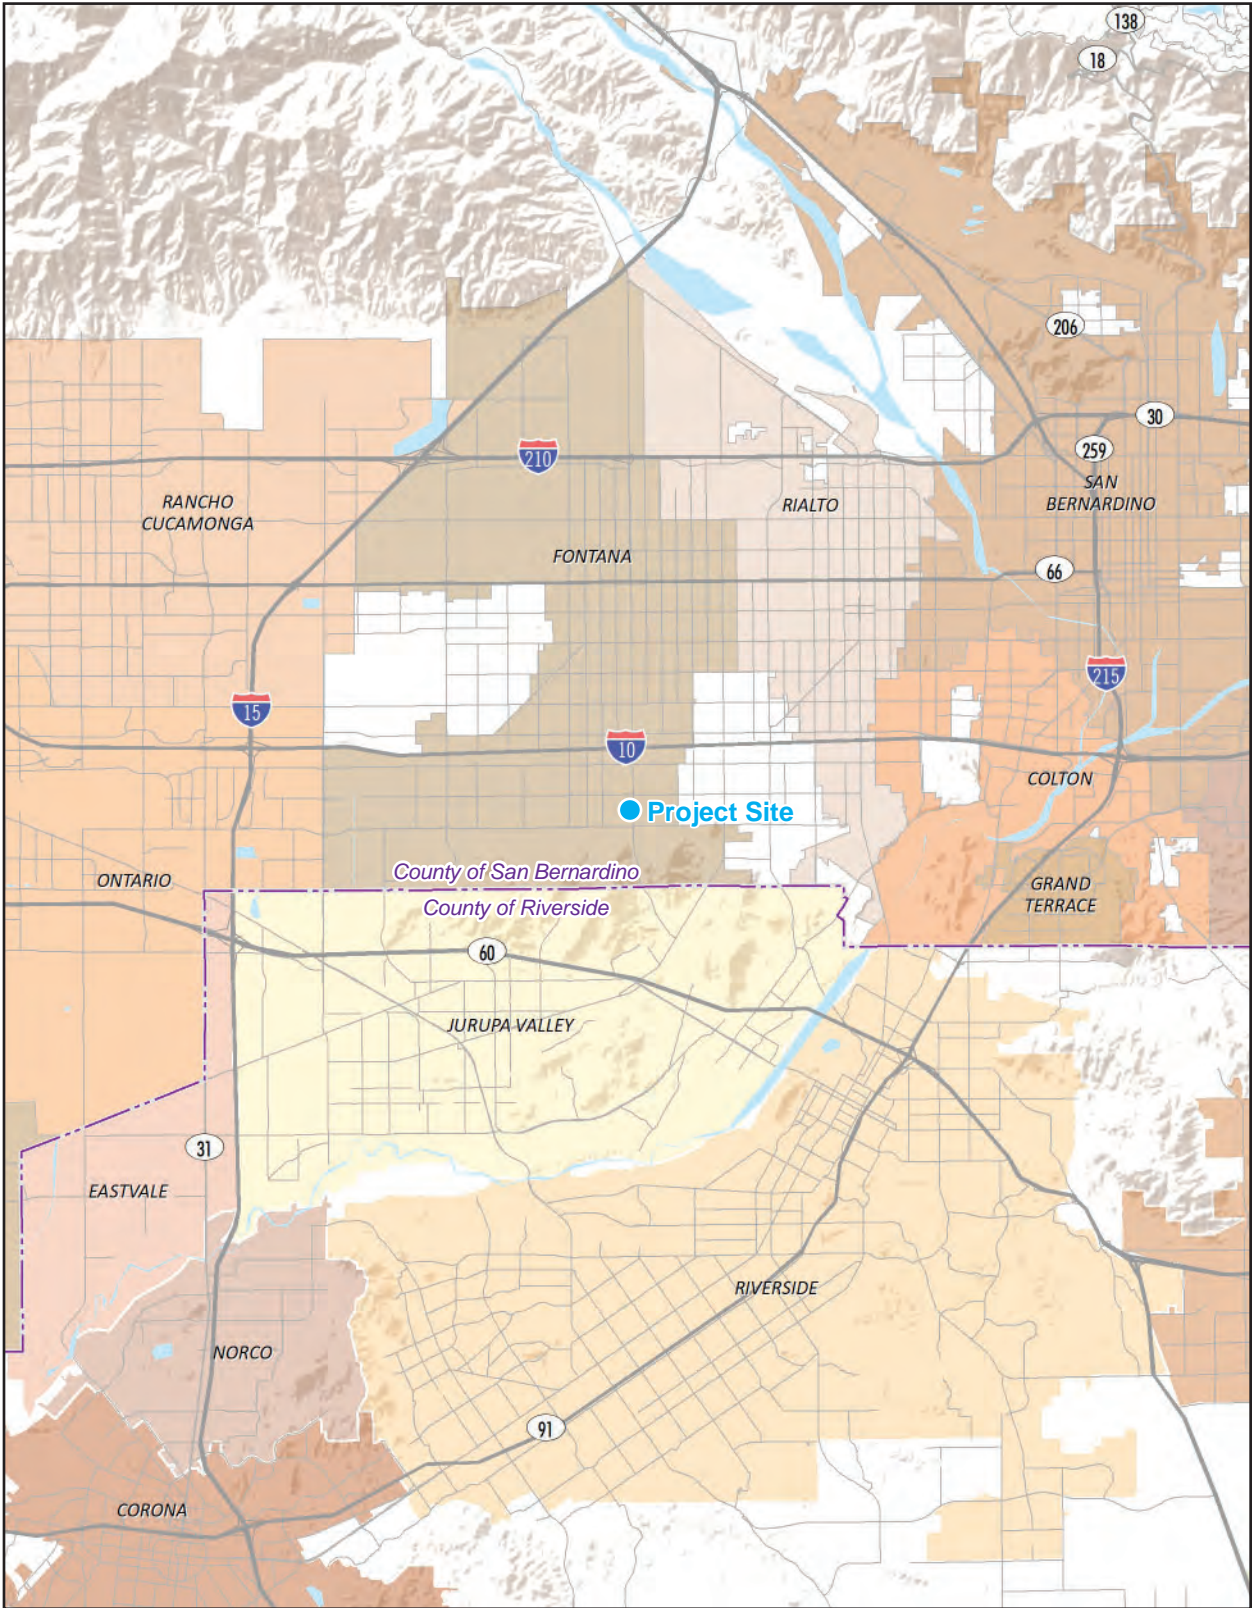 138
18
206
30
259
210
RANCHO
CUCAMONGA
RIALTO
SAN
BERNARDINO
FONTANA
66
215
15
10
COLTON
Project Site
County of San Bernardino
ONTARIO
GRAND
TERRACE
County of Riverside
60
JURUPA VALLEY
31
EASTVALE
RIVERSIDE
NORCO
91
CORONA